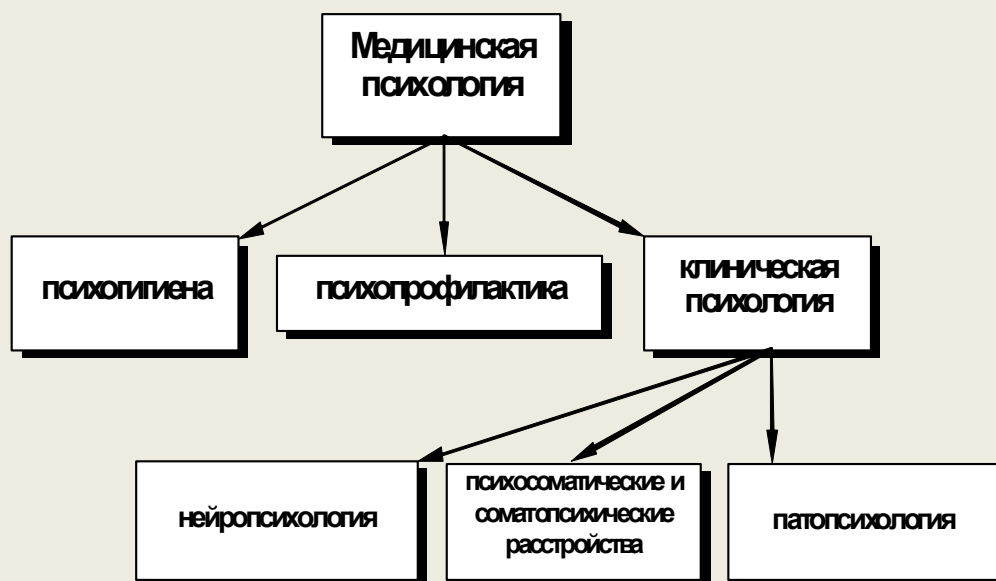 Медицинская
психология
психогигиена
психопрофилактика
клиническая
психология
нейропсихология
психосоматические и
соматопсихические
расстройства
патопсихология